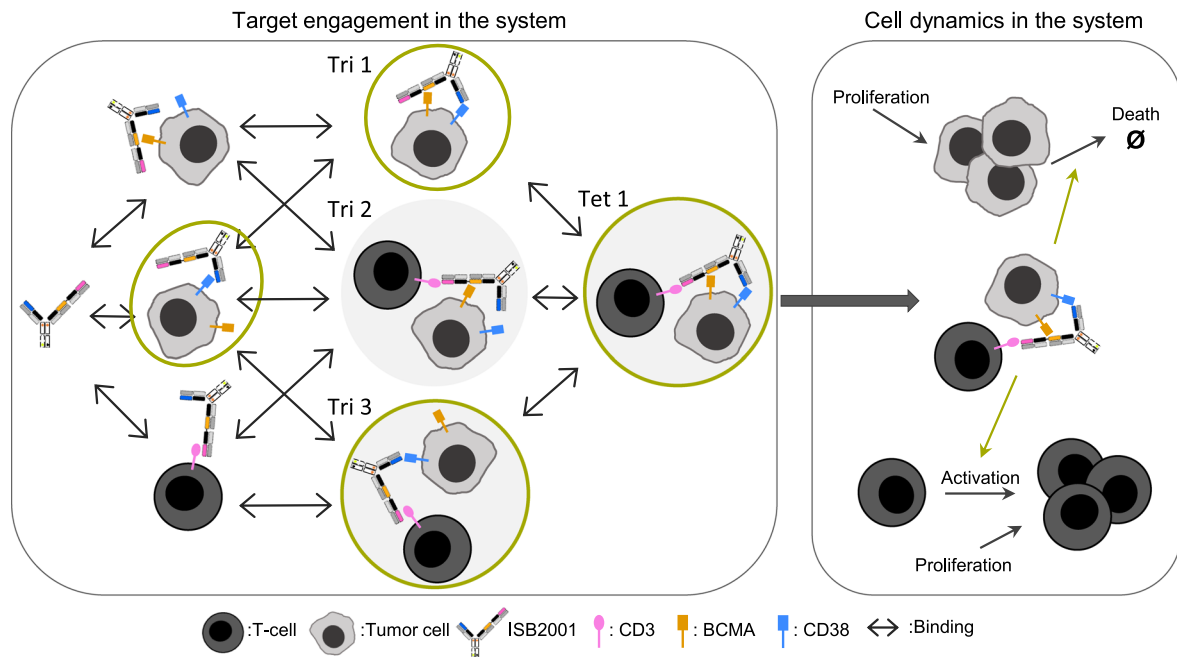 Target engagement in the system
Cell dynamics in the system
Tri 1
Tri 2
Tet 1
Tri 3
Proliferation
Death
Ø
Activation
Proliferation
:T-cell
:Tumor cell
ISB2001
: CD3
: BCMA
: CD38
:Binding